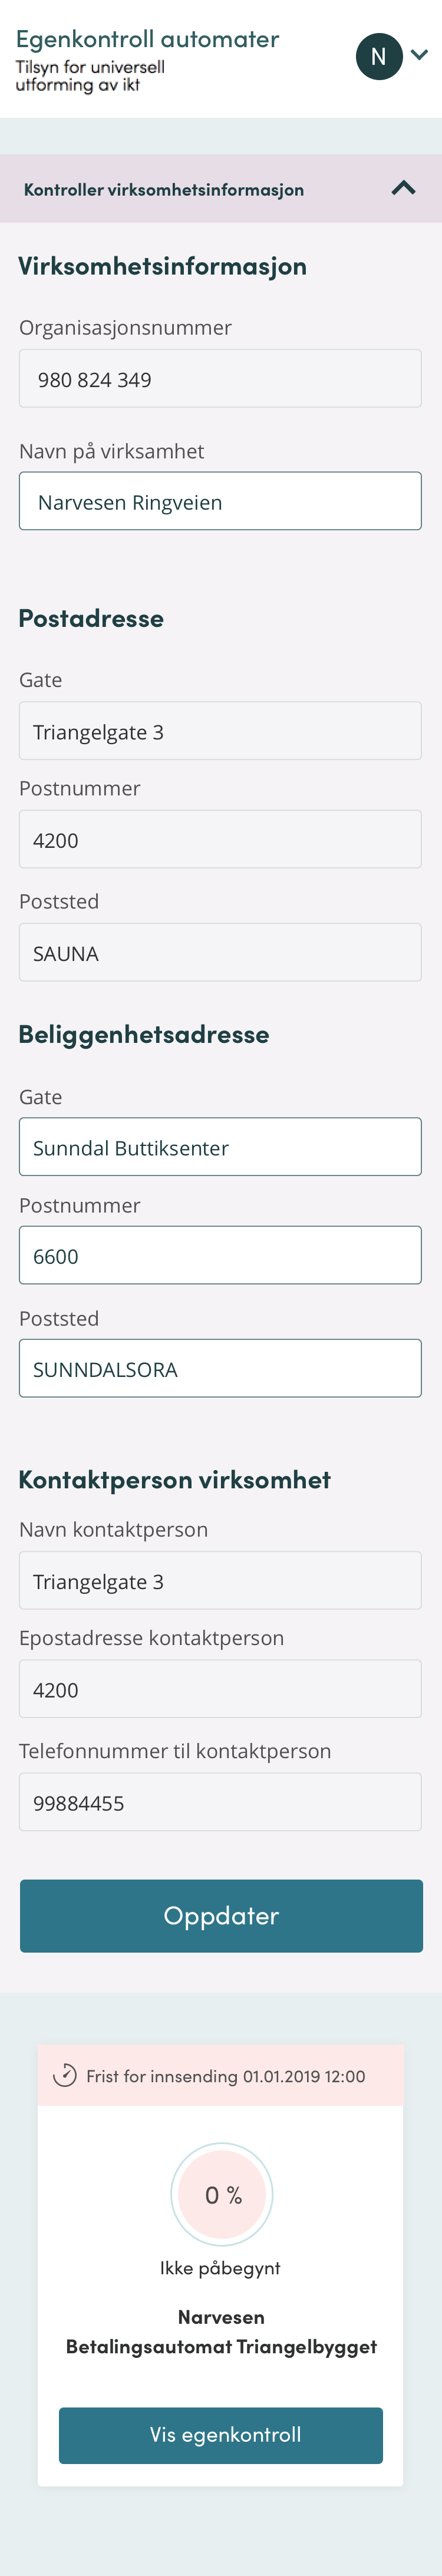 Egenkontroll automater
Tilsyn for universell
utforming av ikt
N
Kontroller virksomhetsinformasjon
Virksomhetsinformasjon
Organisasjonsnummer
980 824 349
Navn på virksamhet
Narvesen Ringveien
Postadresse
Gate
Triangelgate 3
Postnummer
4200
Poststed
SAUNA
Beliggenhetsadresse
Gate
Sunndal Buttiksenter
Postnummer
6600
Poststed
SUNNDALSORA
Kontaktperson virksomhet
Navn kontaktperson
Triangelgate 3
Epostadresse kontaktperson
4200
Telefonnummer til kontaktperson
99884455
Oppdater
Frist for innsending 01.01.2019 12:00
0 %
Ikke påbegynt
Narvesen
Betalingsautomat Triangelbygget
Vis egenkontroll